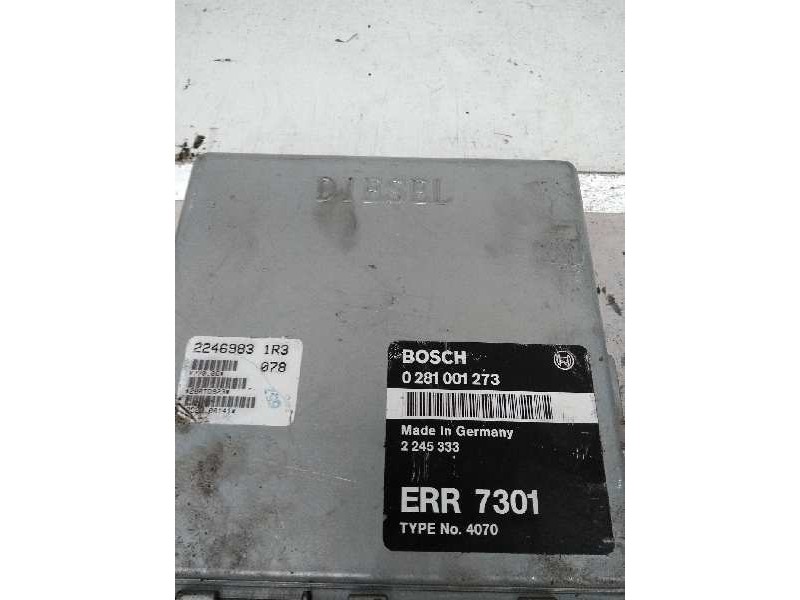 DIESEL
2246983 1R3
078
BOSCH
0 281 001 273
Made in Germany
2 245 333
ERR 7301
TYPE No. 4070